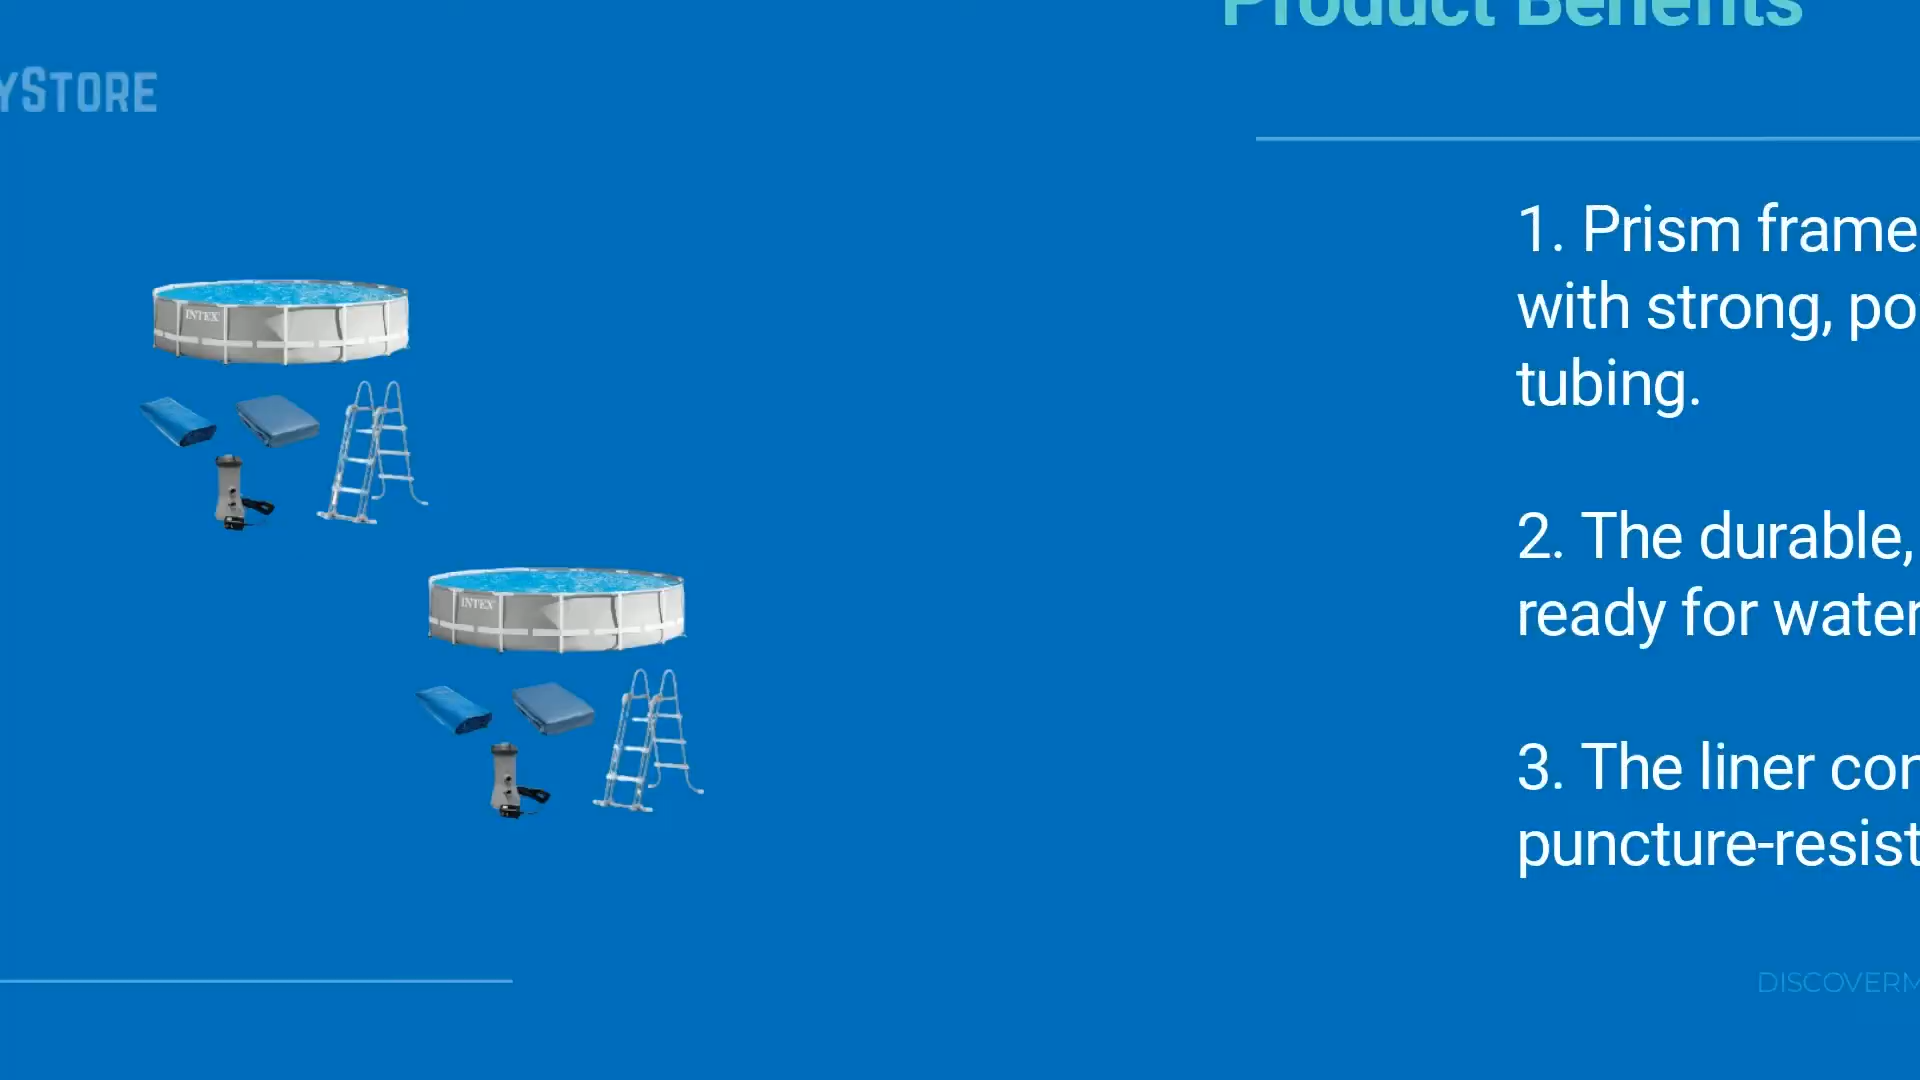 Product Benefits
YSTORE
INTEX
1. Prism frame
with strong, po
tubing.
INTEX
2. The durable,
ready for water
3. The liner con
puncture-resist
DISCOVERM